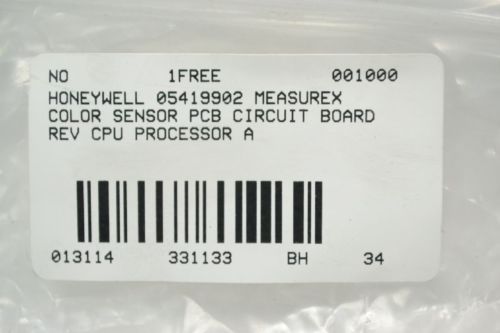 NO 1FREE 001000
HONEYWELL 05419902 MEASUREX
COLOR SENSOR PCB CIRCUIT BOARD
REV CPU PROCESSOR A
013114 331133 BH 34